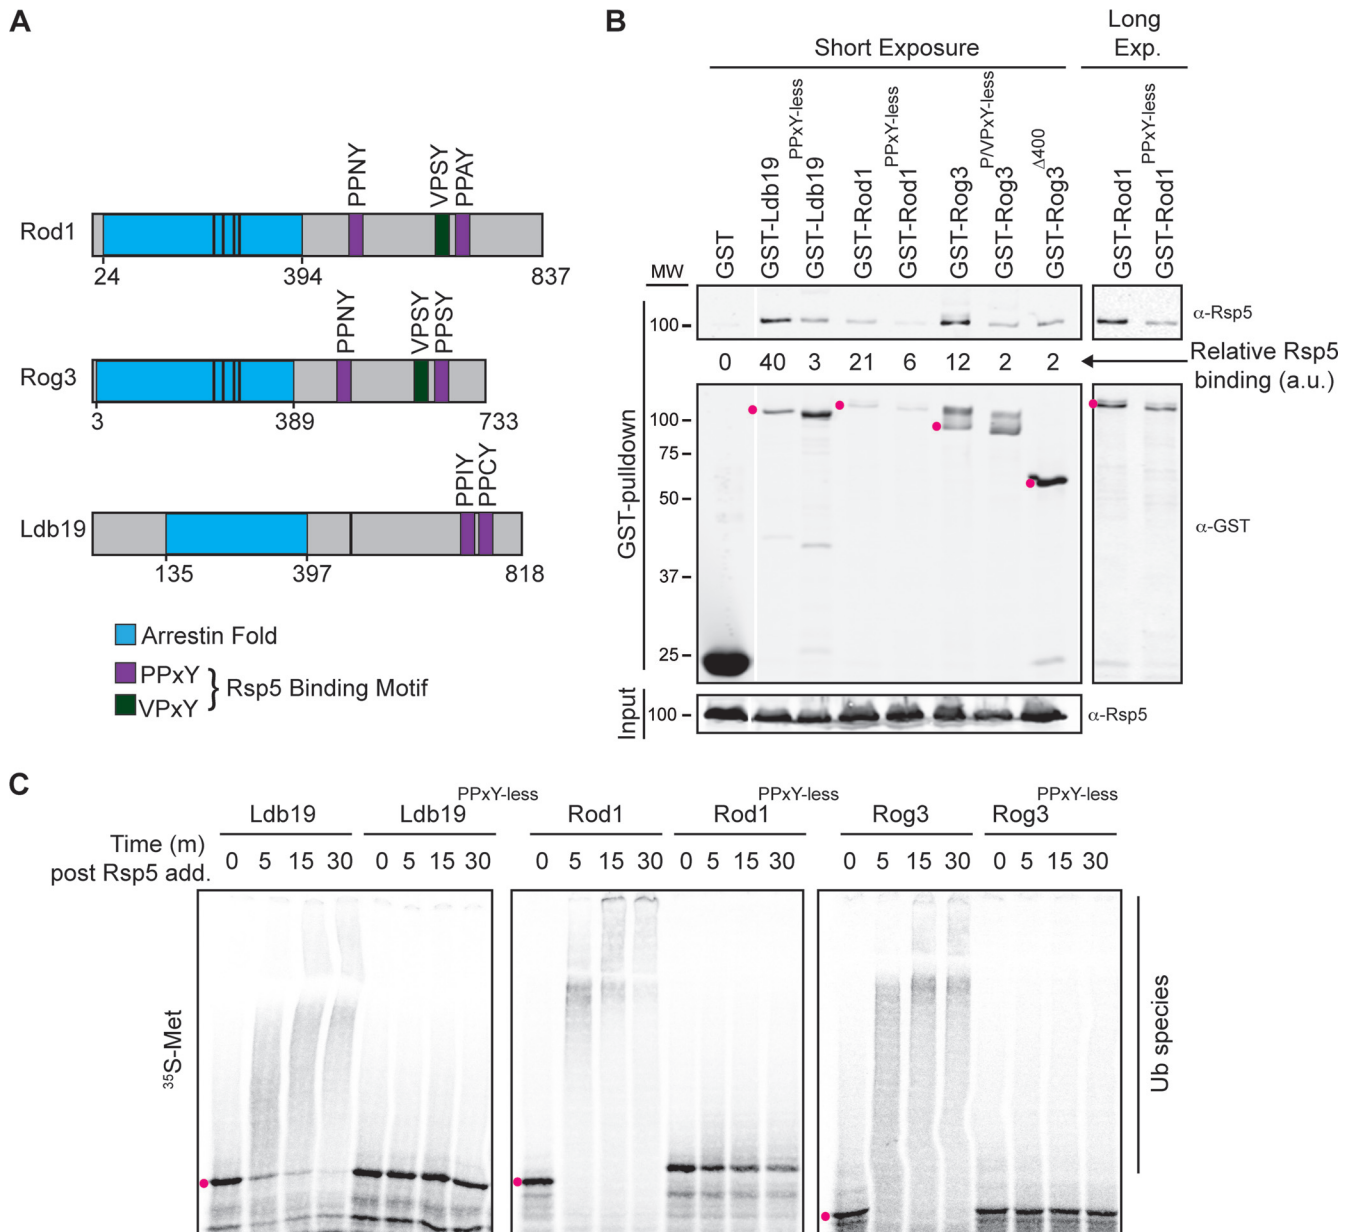 A
Rod1
PPNY
VPSY
PPAY
24
394
837
Rog3
PPNY
VPSY
PPSY
3
389
733
Ldb19
PPIY
PPCY
135
397
818
Arrestin Fold
PPxY
VPxY
} Rsp5 Binding Motif
B
Short Exposure
Long
Exp.
MW
GST
GST-Ldb19
GST-Ldb19 PPxY-less
GST-Rod1
GST-Rod1 PPxY-less
GST-Rog3
GST-Rog3 P/VPxY-less
GST-Rog3 Δ400
GST-Rod1
GST-Rod1 PPxY-less
100
α-Rsp5
0 40 3 21 6 12 2 2
Relative Rsp5
binding (a.u.)
GST-pulldown
100
75
50
37
25
α-GST
Input
100
α-Rsp5
C
Ldb19
Ldb19 PPxY-less
Rod1
Rod1 PPxY-less
Rog3
Rog3 PPxY-less
Time (m)
post Rsp5 add.
0 5 15 30 0 5 15 30 0 5 15 30 0 5 15 30 0 5 15 30 0 5 15 30
35S-Met
Ub species